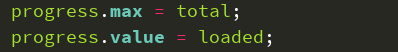 progress.max = total;
progress.value = loaded;